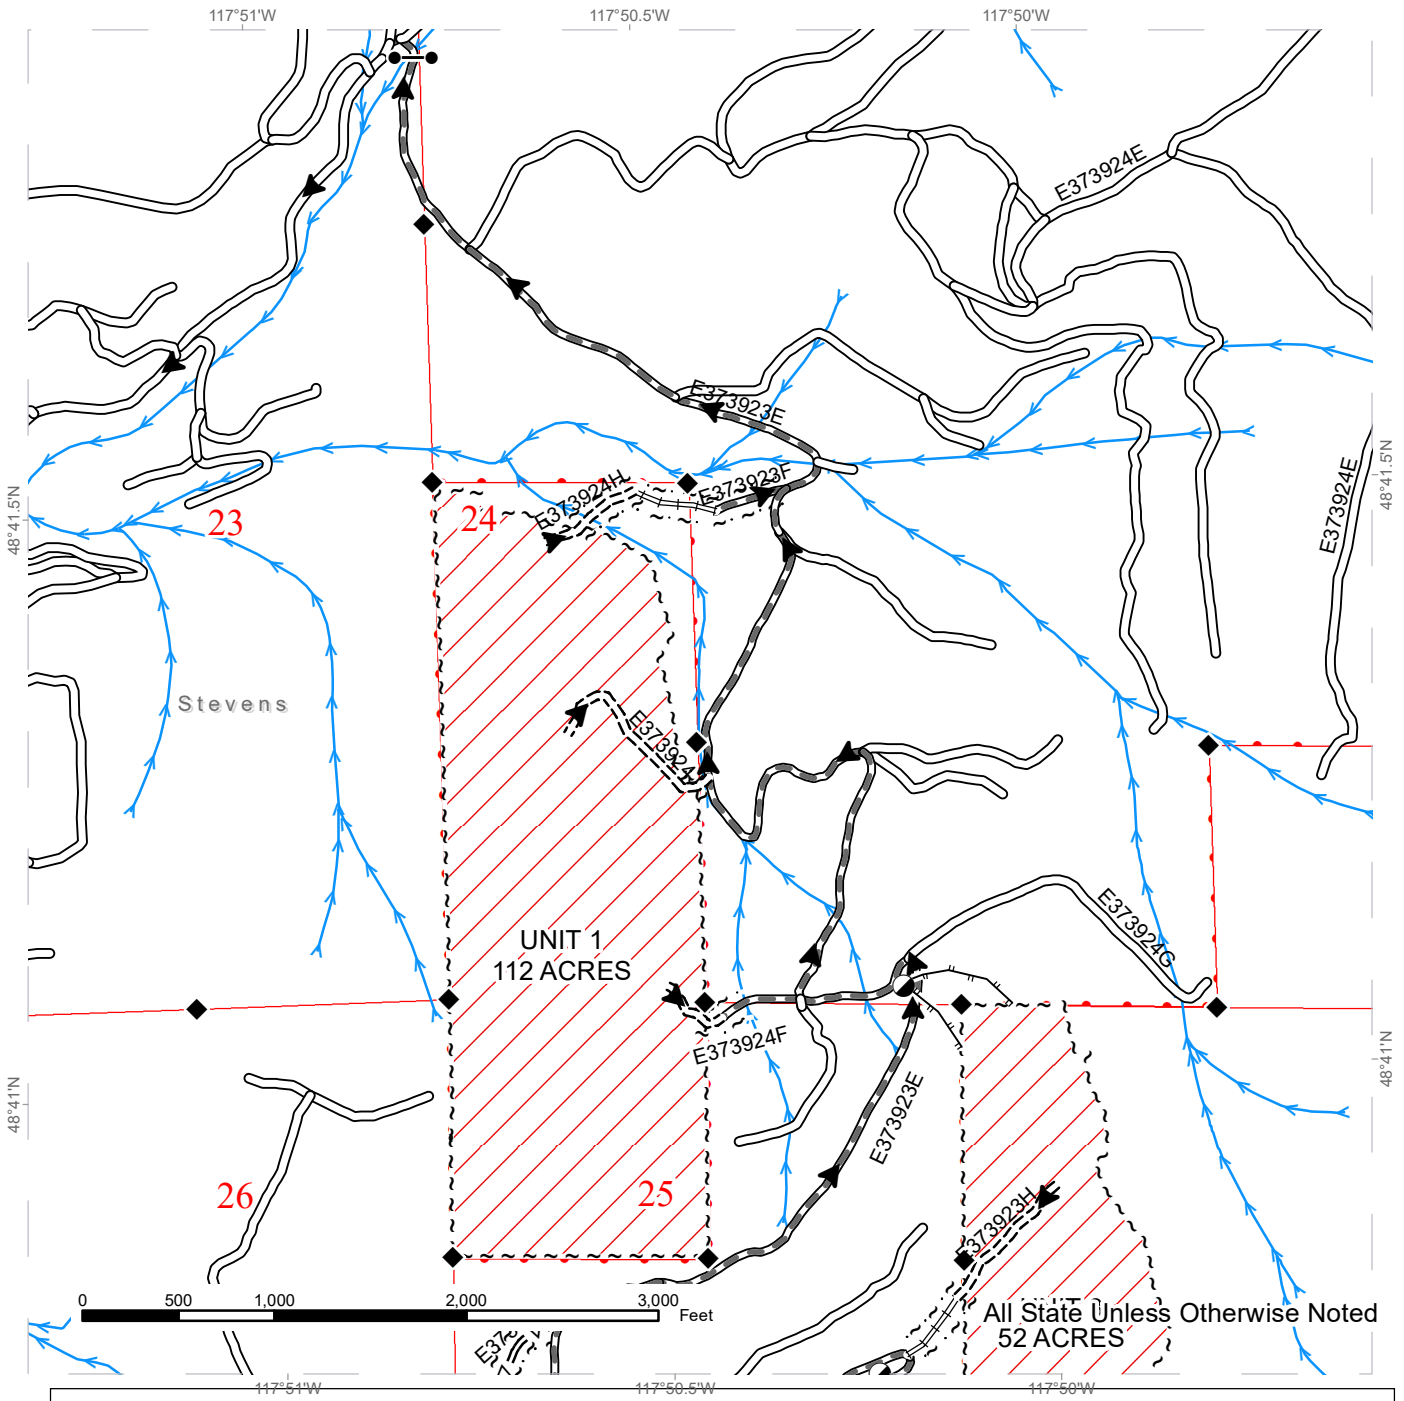 117°51'W
117°50.5'W
117°50'W
E373924E
E373923E
E373923F
E373924H
48°41.5'N
48°41.5'N
E373924E
23
24
Stevens
UNIT 1
112 ACRES
E373924G
E373924F
48°41'N
48°41'N
E373923E
26
25
E373923H
0
500
1,000
2,000
3,000
Feet
All State Unless Otherwise Noted
52 ACRES
117°51'W
117°50.5'W
117°50'W